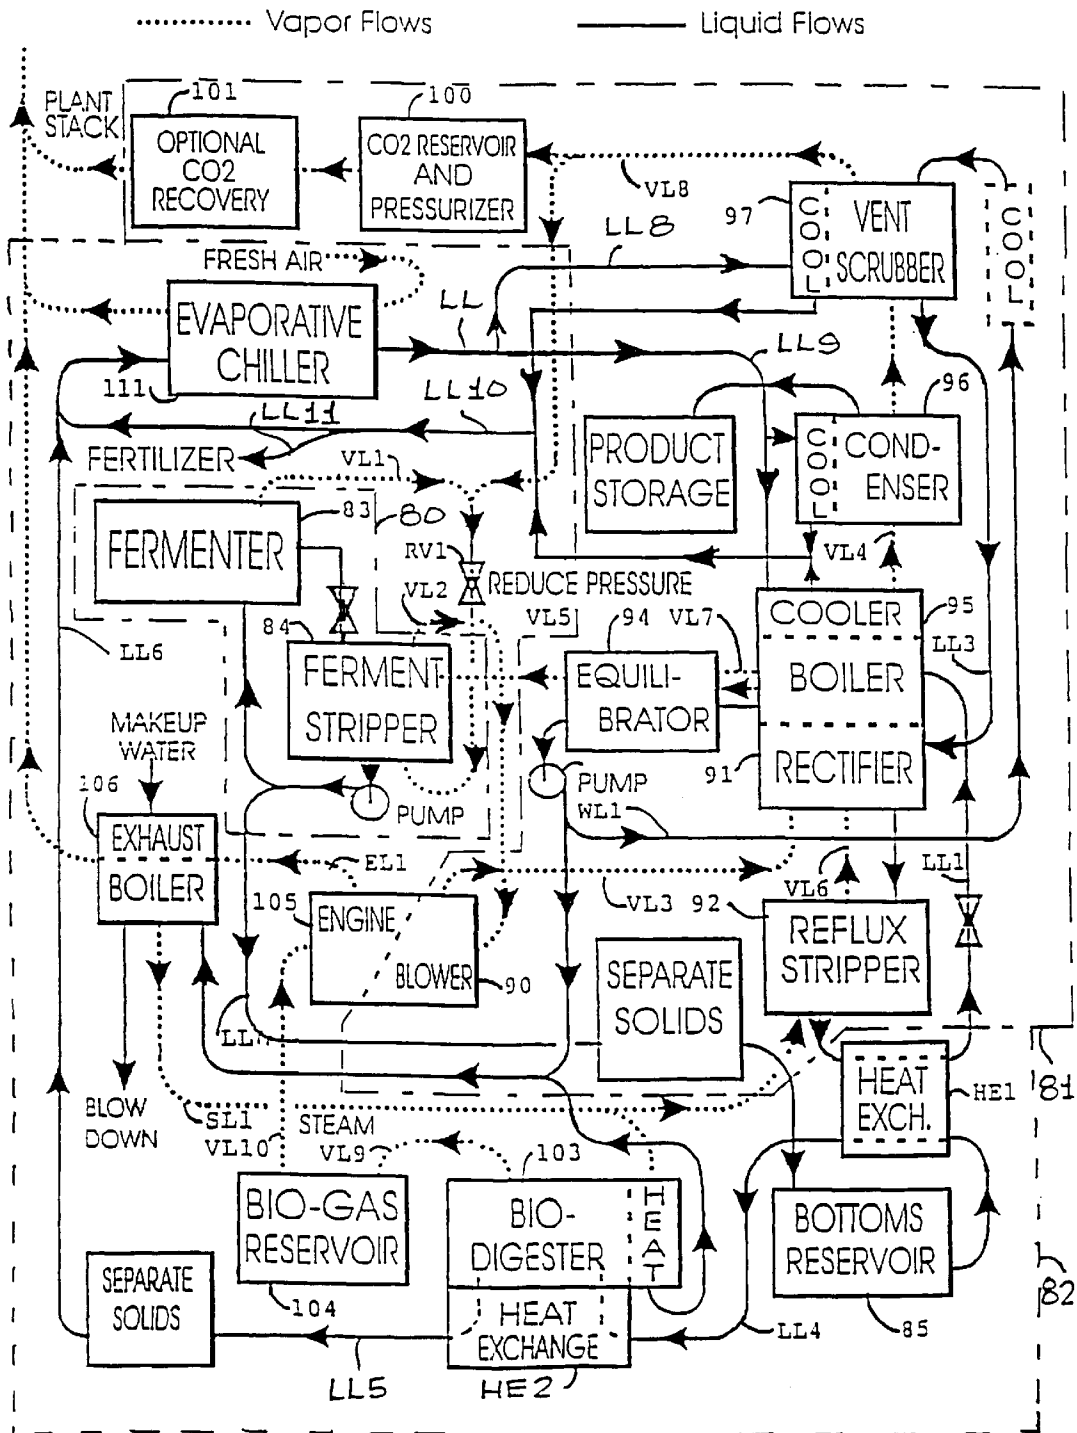 Vapor Flows
Liquid Flows
PLANT
STACK
101
OPTIONAL
CO2
RECOVERY
100
CO2 RESERVOIR
AND
PRESSURIZER
VL8
97
COOL
VENT
SCRUBBER
COOL
LL8
FRESH AIR
EVAPORATIVE
CHILLER
111
LL
LL9
LL10
LL11
FERTILIZER
VL1
PRODUCT
STORAGE
96
COOL
COND-
ENSER
83
80
FERMENTER
RV1
REDUCE PRESSURE
VL2
VL4
VL5
94
VL7
COOLER
95
84
FERMENT
STRIPPER
EQUILI-
BRATOR
BOILER
LL3
91
RECTIFIER
LL6
MAKEUP
WATER
PUMP
PUMP
WL1
106
EXHAUST
BOILER
EL1
LL1
VL6
VL3
92
105
ENGINE
BLOWER
90
REFLUX
STRIPPER
SEPARATE
SOLIDS
LL
HEAT
EXCH.
HE1
81
BLOW
DOWN
SL1
STEAM
VL10
VL9
103
BIO-GAS
RESERVOIR
104
BIO-
DIGESTER
HEAT
BOTTOMS
RESERVOIR
85
82
SEPARATE
SOLIDS
HEAT
EXCHANGE
HE2
LL4
LL5